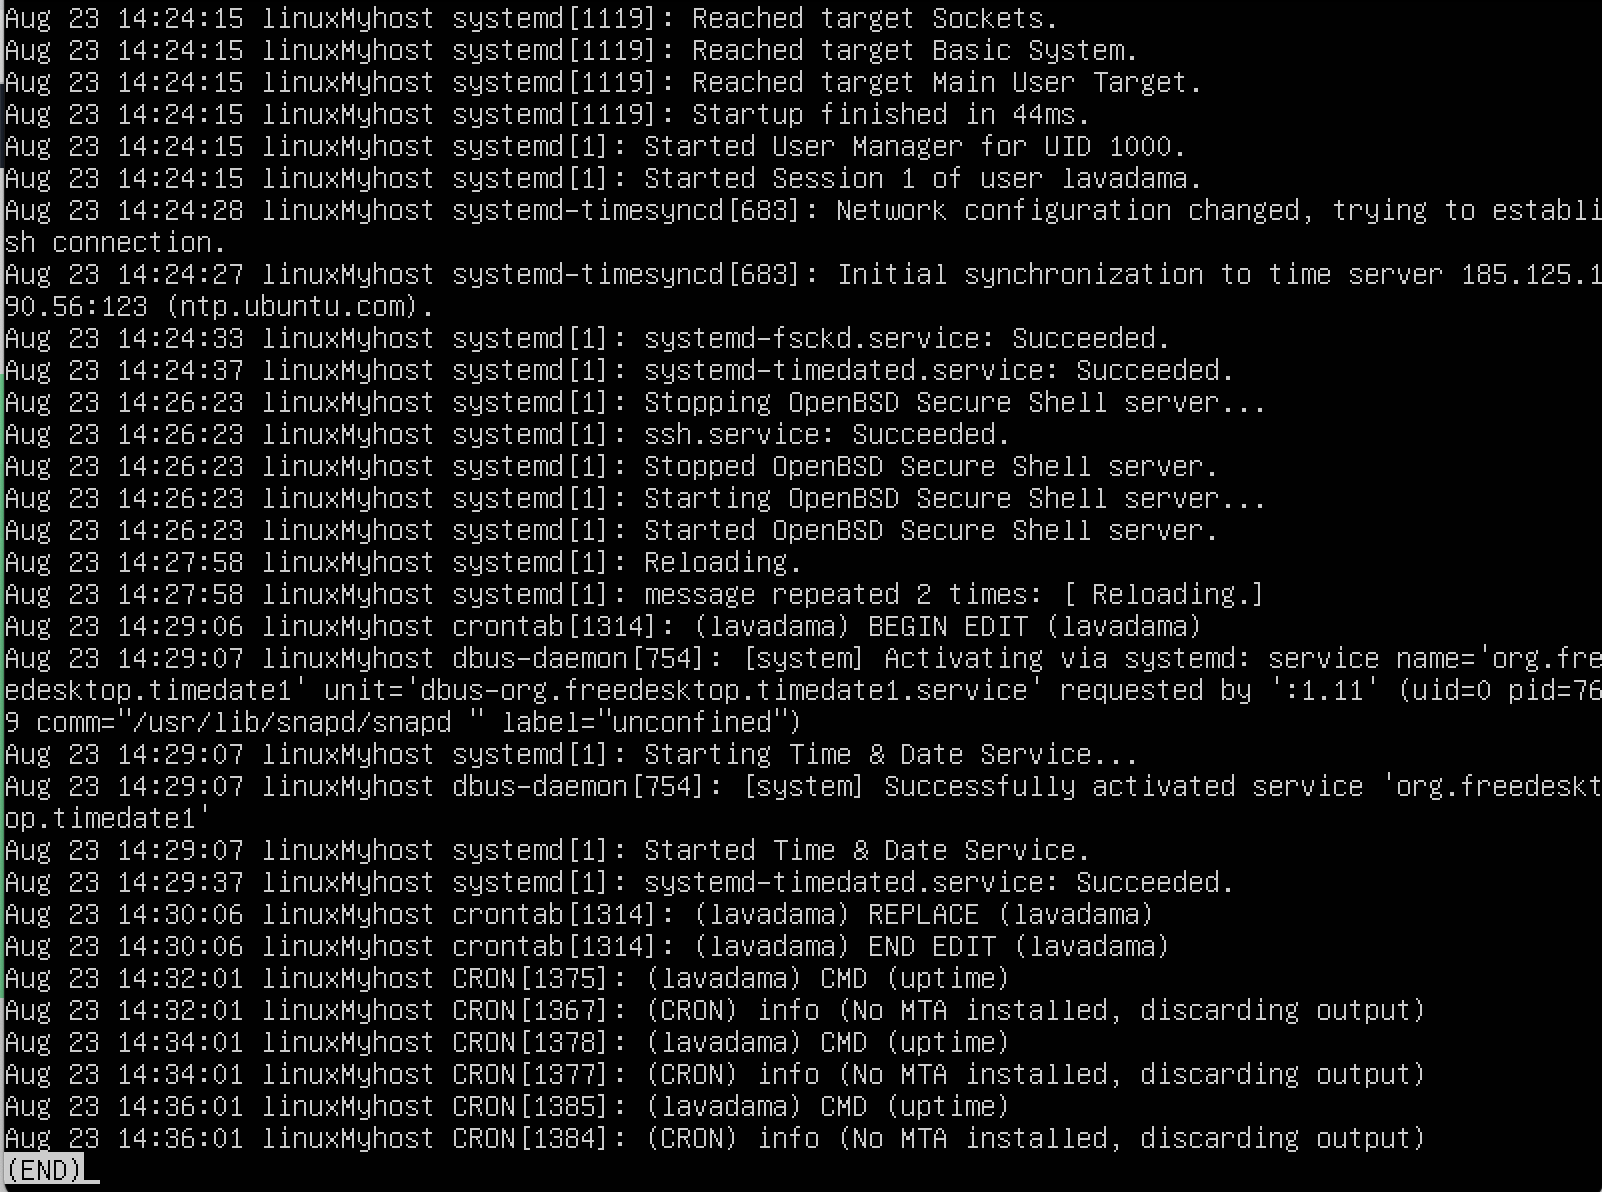 Aug 23 14:24:15 linuxMyhost systemd[1119]: Reached target Sockets.
Aug 23 14:24:15 linuxMyhost systemd[1119]: Reached target Basic System.
Aug 23 14:24:15 linuxMyhost systemd[1119]: Reached target Main User Target.
Aug 23 14:24:15 linuxMyhost systemd[1119]: Startup finished in 44ms.
Aug 23 14:24:15 linuxMyhost systemd[1]: Started User Manager for UID 1000.
Aug 23 14:24:15 linuxMyhost systemd[1]: Started Session 1 of user lavadama.
Aug 23 14:24:28 linuxMyhost systemd-timesyncd[683]: Network configuration changed, trying to establi
sh connection.
Aug 23 14:24:27 linuxMyhost systemd-timesyncd[683]: Initial synchronization to time server 185.125.1
90.56:123 (ntp.ubuntu.com).
Aug 23 14:24:33 linuxMyhost systemd[1]: systemd-fsckd.service: Succeeded.
Aug 23 14:24:37 linuxMyhost systemd[1]: systemd-timedated.service: Succeeded.
Aug 23 14:26:23 linuxMyhost systemd[1]: Stopping OpenBSD Secure Shell server...
Aug 23 14:26:23 linuxMyhost systemd[1]: ssh.service: Succeeded.
Aug 23 14:26:23 linuxMyhost systemd[1]: Stopped OpenBSD Secure Shell server.
Aug 23 14:26:23 linuxMyhost systemd[1]: Starting OpenBSD Secure Shell server...
Aug 23 14:26:23 linuxMyhost systemd[1]: Started OpenBSD Secure Shell server.
Aug 23 14:27:58 linuxMyhost systemd[1]: Reloading.
Aug 23 14:27:58 linuxMyhost systemd[1]: message repeated 2 times: [ Reloading.]
Aug 23 14:29:06 linuxMyhost crontab[1314]: (lavadama) BEGIN EDIT (lavadama)
Aug 23 14:29:07 linuxMyhost dbus-daemon[754]: [system] Activating via systemd: service name='org.fre
edesktop.timedate1' unit='dbus-org.freedesktop.timedate1.service' requested by ':1.11' (uid=0 pid=76
9 comm="/usr/lib/snapd/snapd " label="unconfined")
Aug 23 14:29:07 linuxMyhost systemd[1]: Starting Time & Date Service...
Aug 23 14:29:07 linuxMyhost dbus-daemon[754]: [system] Successfully activated service 'org.freedeskt
op.timedate1'
Aug 23 14:29:07 linuxMyhost systemd[1]: Started Time & Date Service.
Aug 23 14:29:37 linuxMyhost systemd[1]: systemd-timedated.service: Succeeded.
Aug 23 14:30:06 linuxMyhost crontab[1314]: (lavadama) REPLACE (lavadama)
Aug 23 14:30:06 linuxMyhost crontab[1314]: (lavadama) END EDIT (lavadama)
Aug 23 14:32:01 linuxMyhost CRON[1375]: (lavadama) CMD (uptime)
Aug 23 14:32:01 linuxMyhost CRON[1367]: (CRON) info (No MTA installed, discarding output)
Aug 23 14:34:01 linuxMyhost CRON[1378]: (lavadama) CMD (uptime)
Aug 23 14:34:01 linuxMyhost CRON[1377]: (CRON) info (No MTA installed, discarding output)
Aug 23 14:36:01 linuxMyhost CRON[1385]: (lavadama) CMD (uptime)
Aug 23 14:36:01 linuxMyhost CRON[1384]: (CRON) info (No MTA installed, discarding output)
(END)